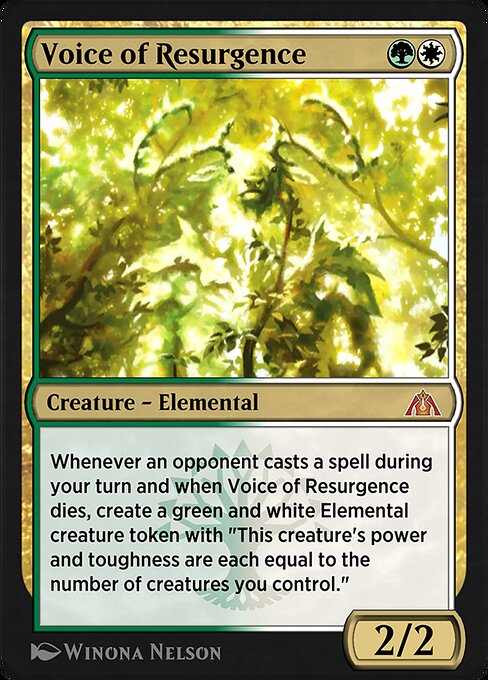 Voice of Resurgence
Creature – Elemental
Whenever an opponent casts a spell during
your turn and when Voice of Resurgence
dies, create a green and white Elemental
creature token with "This creature's power
and toughness are each equal to the
number of creatures you control."
2/2
Winona Nelson